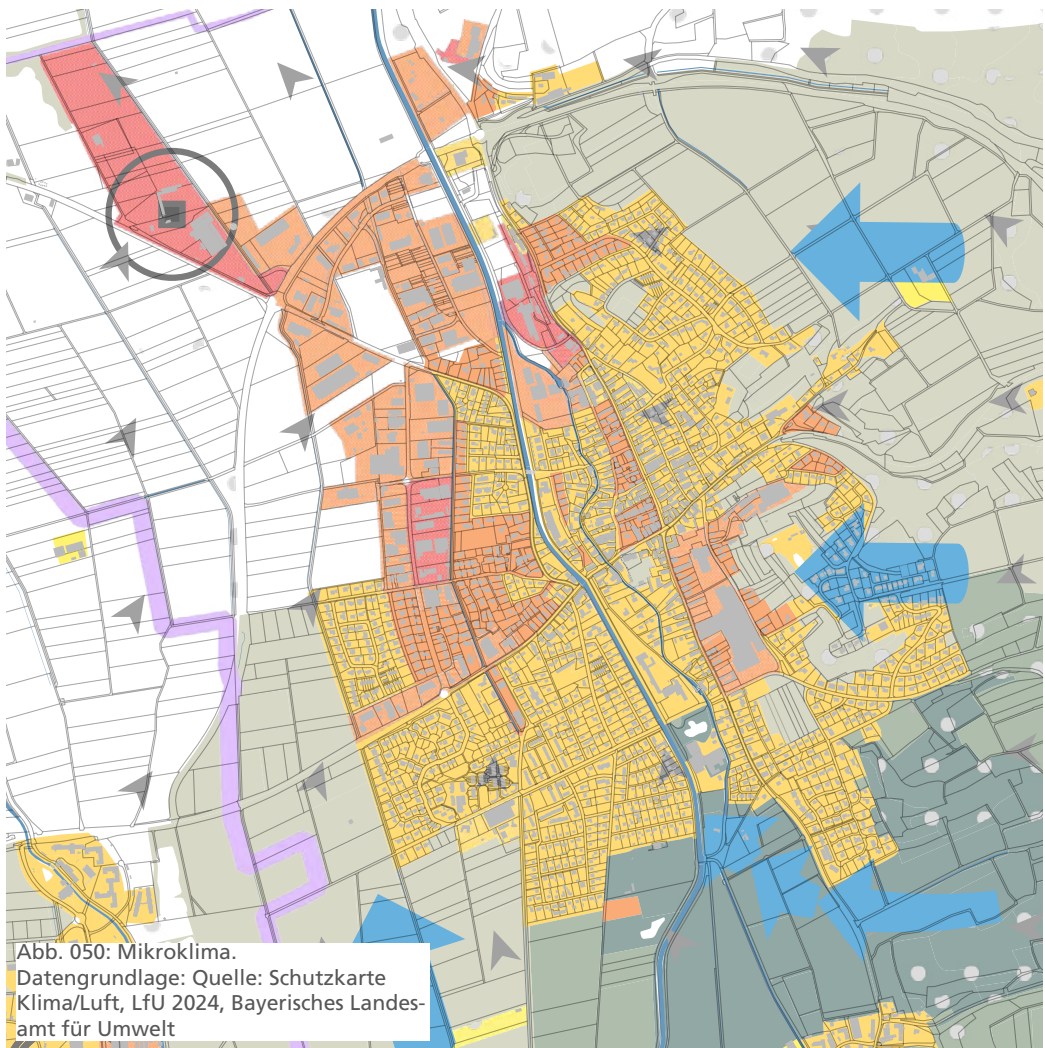 Abb. 050: Mikroklima.
Datengrundlage: Quelle: Schutzkarte
Klima/Luft, LfU 2024, Bayerisches Landes-
amt für Umwelt